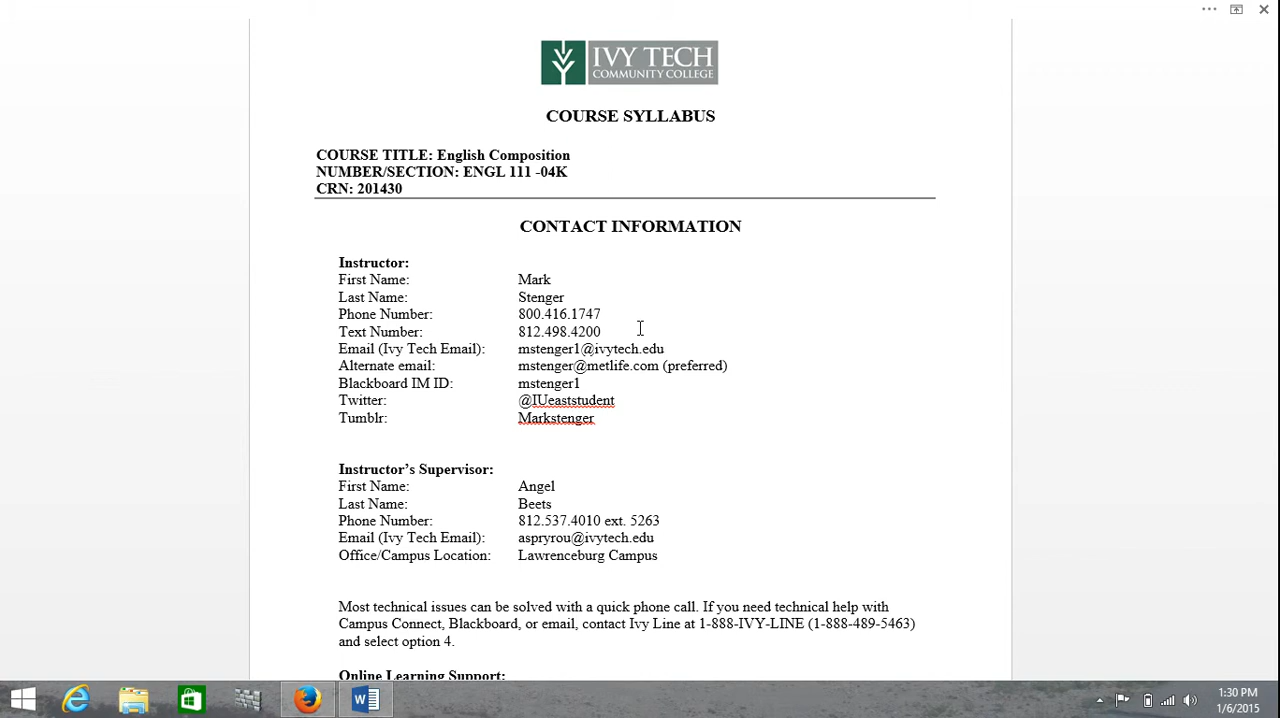 IVY TECH
COMMUNITY COLLEGE
COURSE SYLLABUS
COURSE TITLE: English Composition
NUMBER/SECTION: ENGL 111 -04K
CRN: 201430
CONTACT INFORMATION
Instructor:
First Name: Mark
Last Name: Stenger
Phone Number: 800.416.1747
Text Number: 812.498.4200
Email (Ivy Tech Email): mstenger1@ivytech.edu
Alternate email: mstenger@metlife.com (preferred)
Blackboard IM ID: mstenger1
Twitter: @IUeaststudent
Tumblr: Markstenger
Instructor’s Supervisor:
First Name: Angel
Last Name: Beets
Phone Number: 812.537.4010 ext. 5263
Email (Ivy Tech Email): aspryrou@ivytech.edu
Office/Campus Location: Lawrenceburg Campus
Most technical issues can be solved with a quick phone call. If you need technical help with
Campus Connect, Blackboard, or email, contact Ivy Line at 1-888-IVY-LINE (1-888-489-5463)
and select option 4.
Online Learning Support:
1:30 PM
1/6/2015